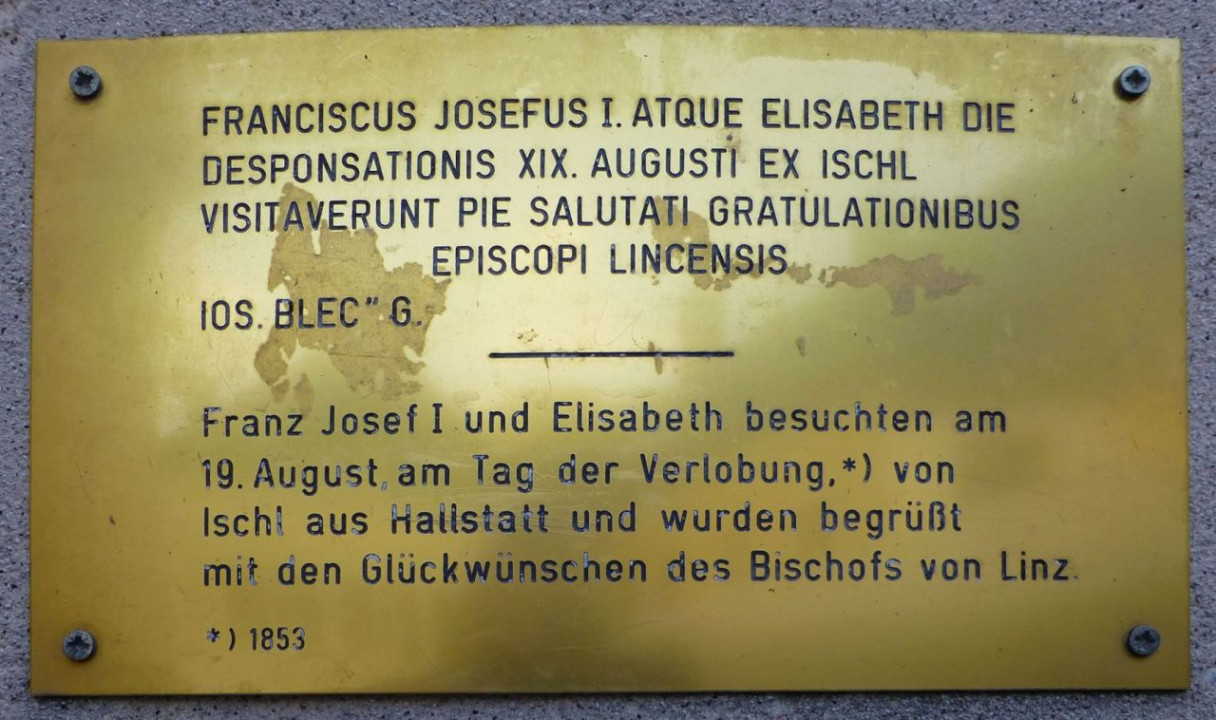 FRANCISCUS JOSEFUS I. ATQUE ELISABETH DIE
DESPONSATIONIS XIX. AUGUSTI EX ISCHL
VISITAVERUNT PIE SALUTATI GRATULATIONIBUS
EPISCOPI LINCENSIS
IOS. BLEC" G.
Franz Josef I und Elisabeth besuchten am
19. August, am Tag der Verlobung,*) von
Ischl aus Hallstatt und wurden begrüßt
mit den Glückwünschen des Bischofs von Linz.
*) 1853